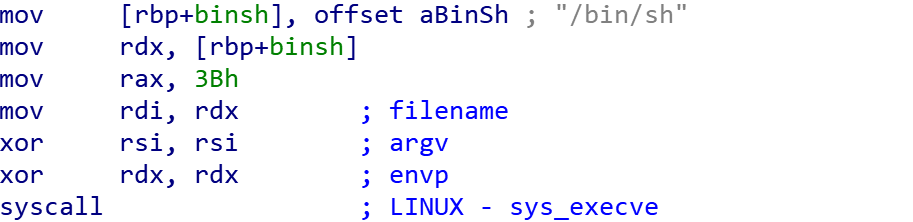 mov     [rbp+binsh], offset aBinSh ; "/bin/sh"
mov     rdx, [rbp+binsh]
mov     rax, 3Bh
mov     rdi, rdx        ; filename
xor     rsi, rsi        ; argv
xor     rdx, rdx        ; envp
syscall                 ; LINUX - sys_execve